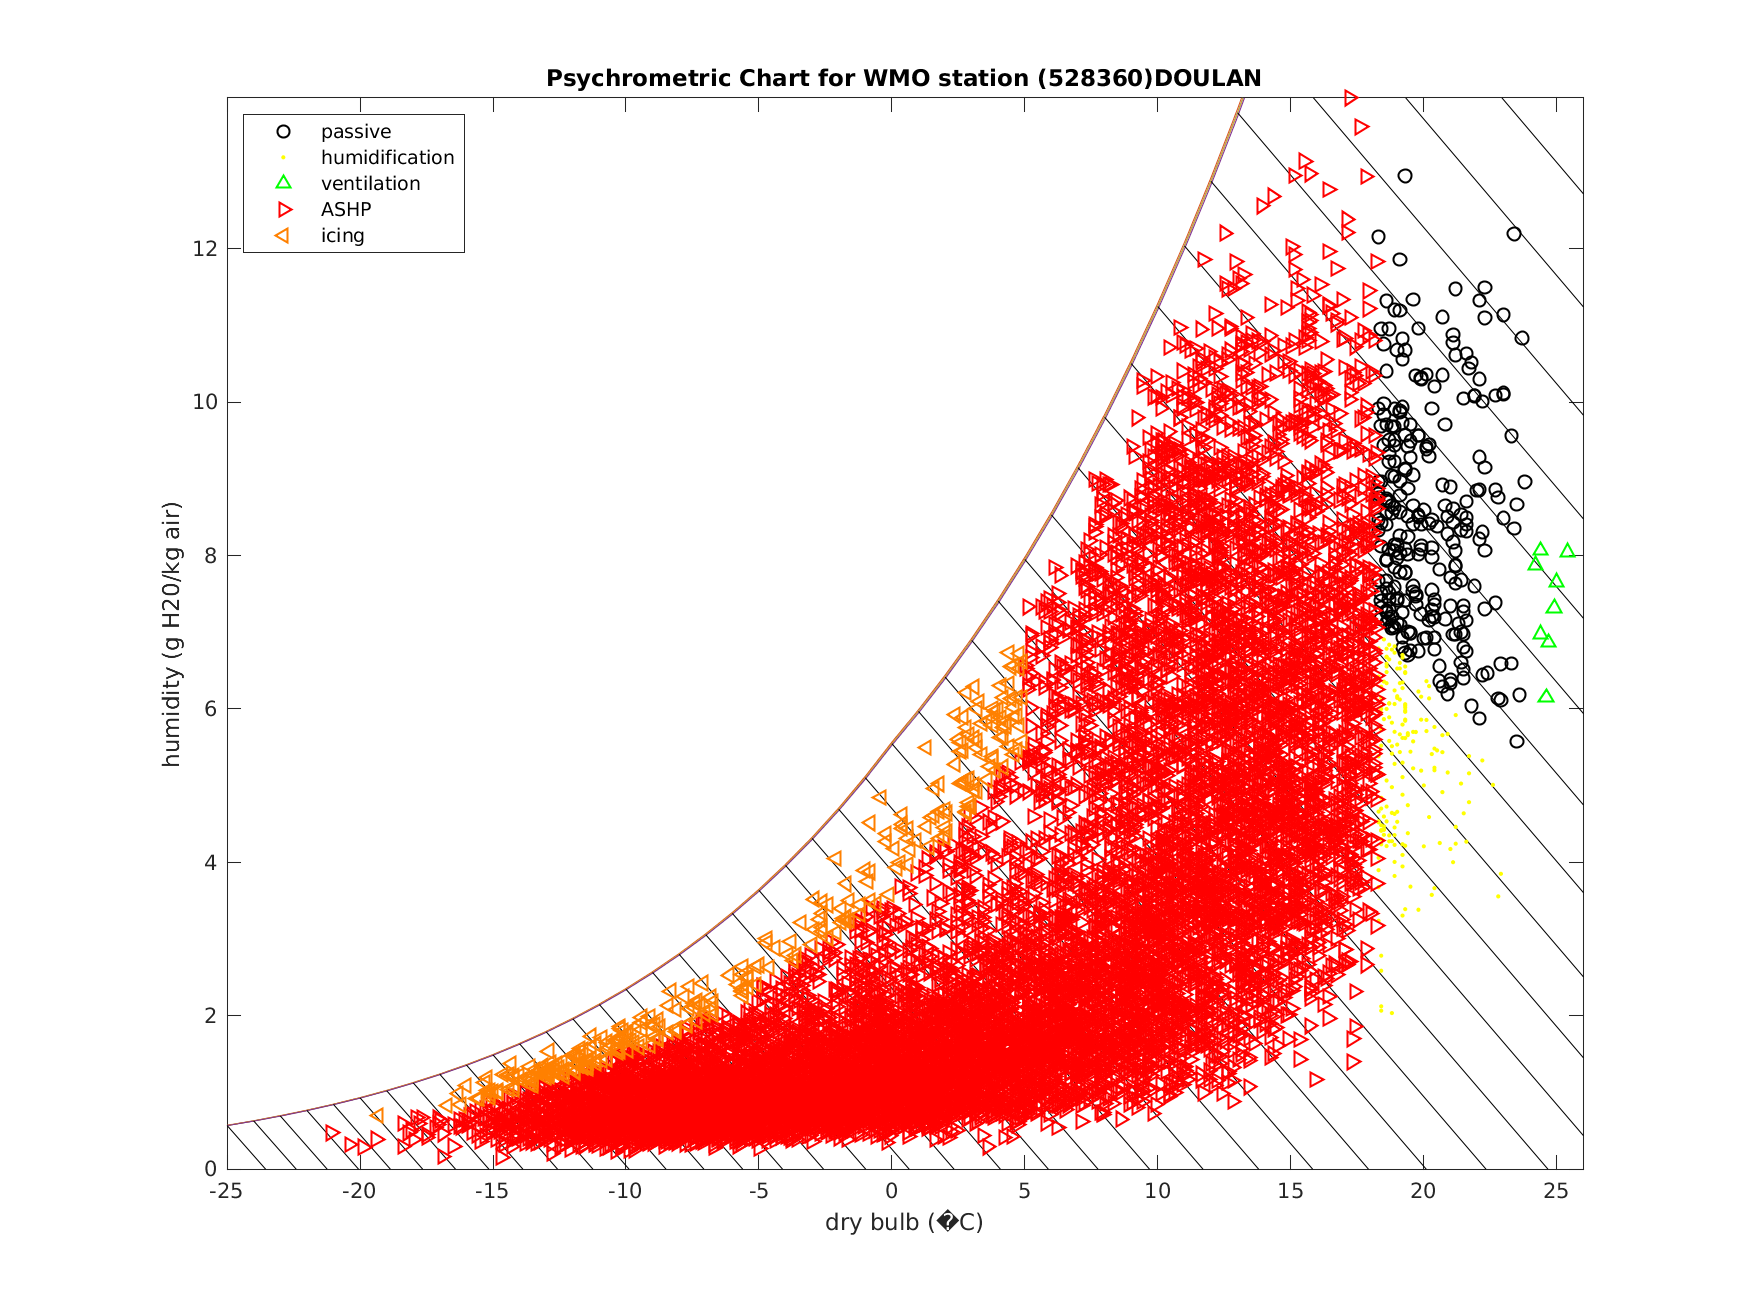 Psychrometric Chart for WMO station (528360)DOULAN
passive
humidification
ventilation
ASHP
icing
12
10
8
6
4
2
0
humidity (g H20/kg air)
-25 -20 -15 -10 -5 0 5 10 15 20 25
dry bulb (�C)